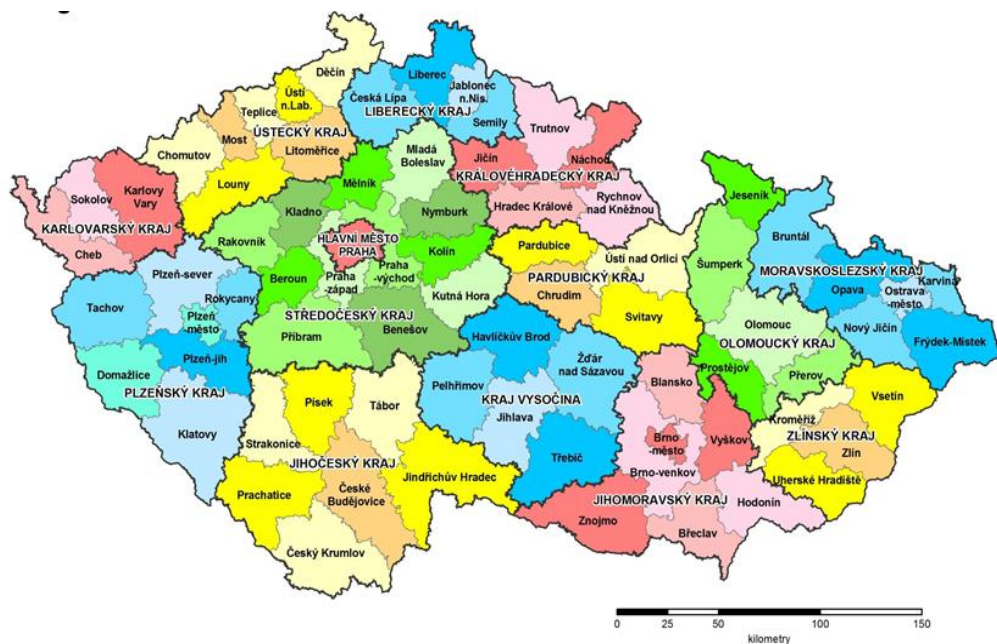 Děčín
Liberec
Ústí
n.Lab.
Česká Lípa
Jablonec
n.Nis.
LIBERECKÝ KRAJ
Teplice
Semily
Trutnov
Most
ÚSTECKÝ KRAJ
Litoměřice
Chomutov
Mladá
Boleslav
Jičín
Náchod
KRÁLOVÉHRADECKÝ KRAJ
Louny
Mělník
Sokolov
Karlovy
Vary
Kladno
Nymburk
Hradec Králové
Rychnov
nad Kněžnou
Jeseník
KARLOVARSKÝ KRAJ
Cheb
Rakovník
HLAVNÍ MĚSTO
PRAHA
Kolín
Pardubice
Ústí nad Orlicí
Bruntál
Plzeň-sever
Beroun
Praha
-západ
Praha
-východ
Šumperk
PARDUBICKÝ KRAJ
MORAVSKOSLEZSKÝ KRAJ
Karviná
Opava
Ostrava
-město
Tachov
Rokycany
Plzeň
město
Kutná Hora
Chrudim
STŘEDOČESKÝ KRAJ
Svitavy
Příbram
Benešov
Havlíčkův Brod
Olomouc
OLOMOUCKÝ KRAJ
Nový Jičín
Frýdek-Místek
Plzeň-jih
Domažlice
PLZEŇSKÝ KRAJ
Žďár
nad Sázavou
Prostějov
Přerov
Pelhřimov
KRAJ VYSOČINA
Jihlava
Blansko
Vsetín
Písek
Tábor
Klatovy
Strakonice
Kroměříž
ZLÍNSKÝ KRAJ
Zlín
Brno
-město
Vyškov
Třebíč
Brno-venkov
JIHOČESKÝ KRAJ
Jindřichův Hradec
Uherské Hradiště
Prachatice
České
Budějovice
JIHOMORAVSKÝ KRAJ
Hodonín
Znojmo
Břeclav
Český Krumlov
0 25 50 100 150
kilometry